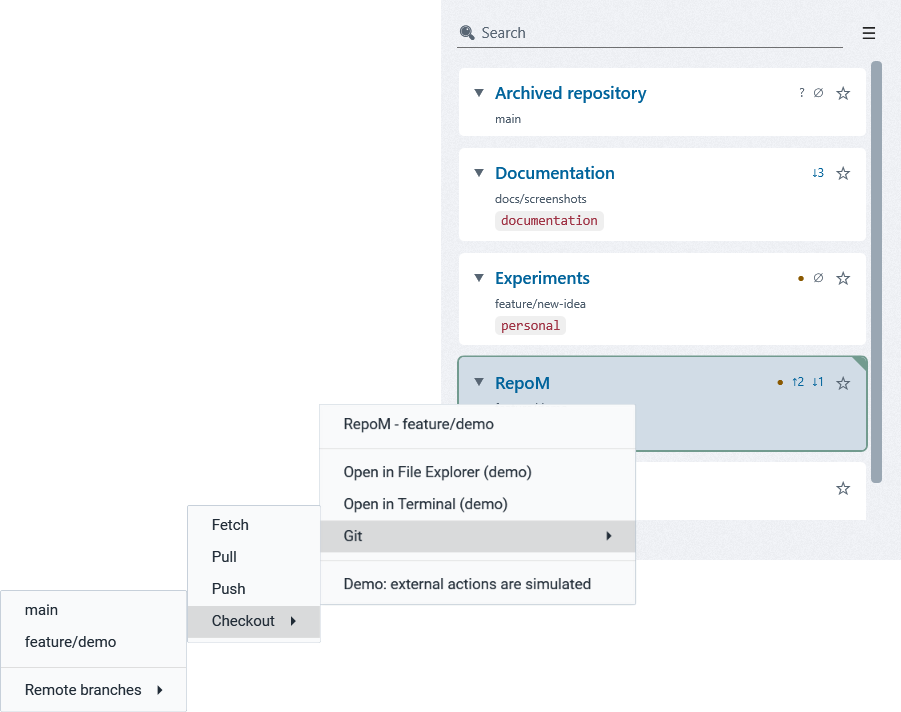 Search
Archived repository
? ∅
main
Documentation
↓3
docs/screenshots
documentation
Experiments
∅
feature/new-idea
personal
RepoM
↑2 ↓1
RepoM - feature/demo
Open in File Explorer (demo)
Open in Terminal (demo)
Git
Demo: external actions are simulated
Fetch
Pull
Push
Checkout
main
feature/demo
Remote branches